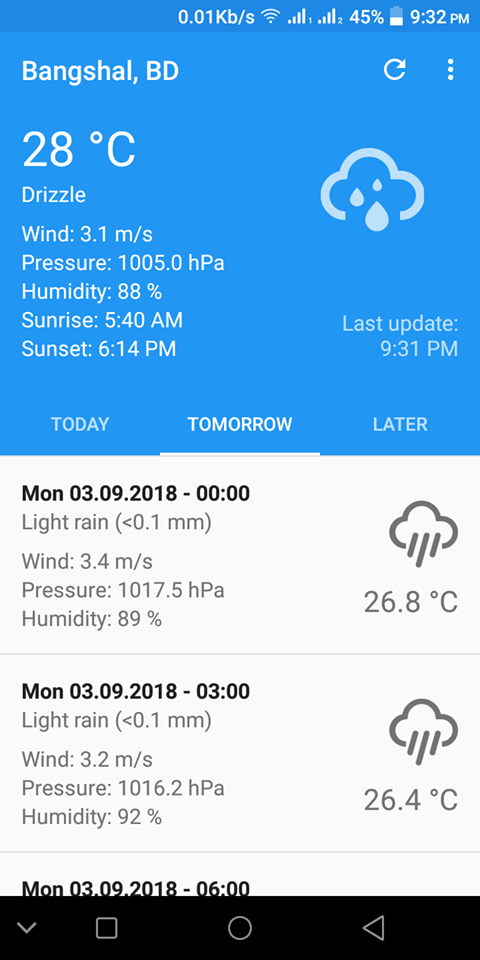 0.01Kb/s 1 2 45% 9:32 PM
Bangshal, BD
28 °C
Drizzle
Wind: 3.1 m/s
Pressure: 1005.0 hPa
Humidity: 88 %
Sunrise: 5:40 AM
Sunset: 6:14 PM
Last update:
9:31 PM
TODAY TOMORROW LATER
Mon 03.09.2018 - 00:00
Light rain (<0.1 mm)
Wind: 3.4 m/s
Pressure: 1017.5 hPa
Humidity: 89 %
26.8 °C
Mon 03.09.2018 - 03:00
Light rain (<0.1 mm)
Wind: 3.2 m/s
Pressure: 1016.2 hPa
Humidity: 92 %
26.4 °C
Mon 03.09.2018 - 06:00